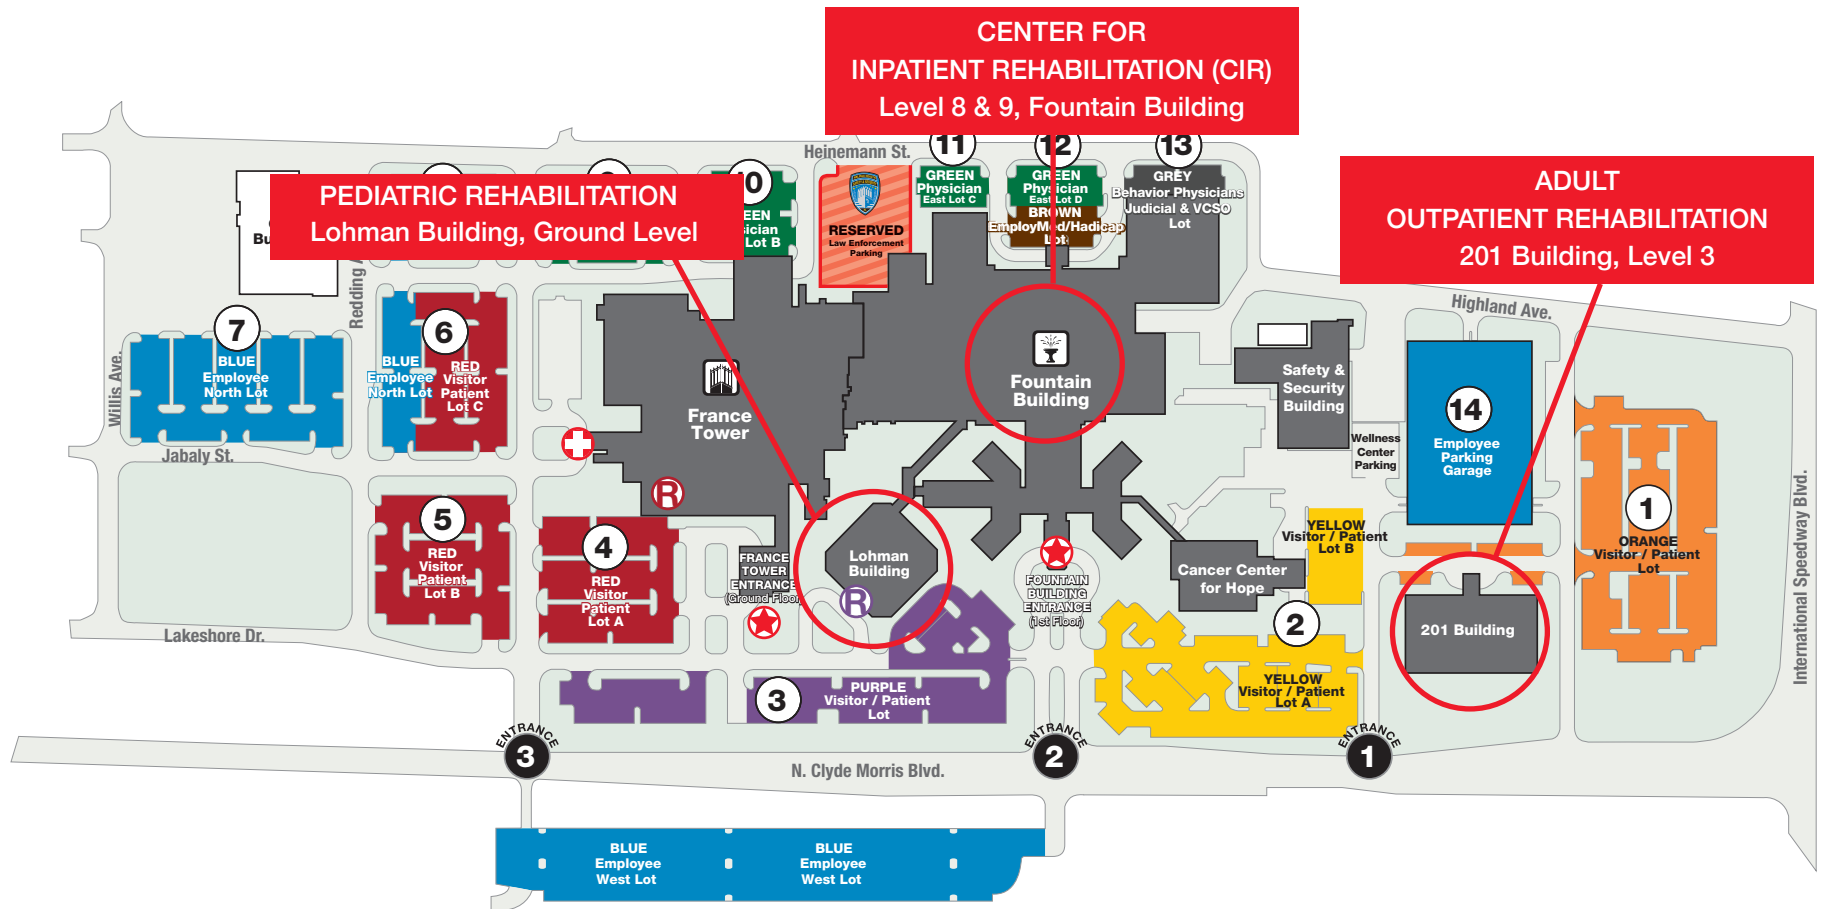 CENTER FOR
INPATIENT REHABILITATION (CIR)
Level 8 & 9, Fountain Building
PEDIATRIC REHABILITATION
Lohman Building, Ground Level
ADULT
OUTPATIENT REHABILITATION
201 Building, Level 3
Heinemann St.
11
GREEN
Physician
East Lot C
12
GREEN
Physician
East Lot D
BROWN
EmployMed/Hadicap
Lot
13
GREY
Behavior Physicians
Judicial & VCSO
Lot
10
Lot B
RESERVED
Law Enforcement
Parking
Highland Ave.
Willis Ave.
7
BLUE
Employee
North Lot
Jabaly St.
6
BLUE
Employee
North Lot
RED
Visitor
Patient
Lot C
France
Tower
Fountain
Building
Safety &
Security
Building
Wellness
Center
Parking
14
Employee
Parking
Garage
International Speedway Blvd.
1
ORANGE
Visitor / Patient
Lot
5
RED
Visitor
Patient
Lot B
R
4
RED
Visitor
Patient
Lot A
FRANCE
TOWER
ENTRANCE
(Ground Floor)
Lohman
Building
R
FOUNTAIN
BUILDING
ENTRANCE
(1st Floor)
YELLOW
Visitor / Patient
Lot B
Cancer Center
for Hope
2
YELLOW
Visitor / Patient
Lot A
201 Building
Lakeshore Dr.
3
PURPLE
Visitor / Patient
Lot
ENTRANCE
3
ENTRANCE
2
ENTRANCE
1
N. Clyde Morris Blvd.
BLUE
Employee
West Lot
BLUE
Employee
West Lot